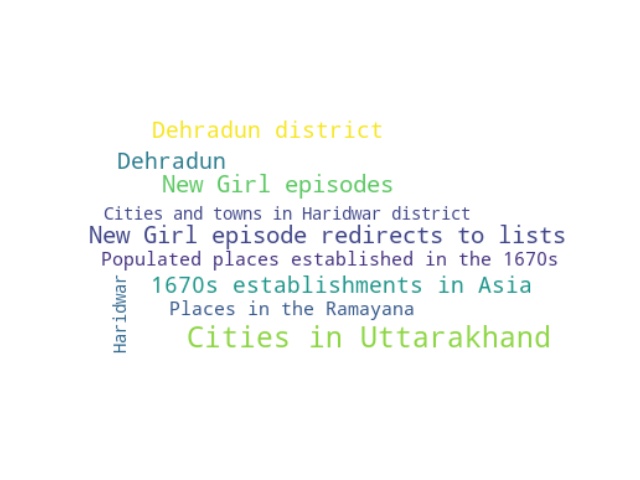 Dehradun district
Dehradun
New Girl episodes
Cities and towns in Haridwar district
New Girl episode redirects to lists
Populated places established in the 1670s
1670s establishments in Asia
Places in the Ramayana
Haridwar
Cities in Uttarakhand